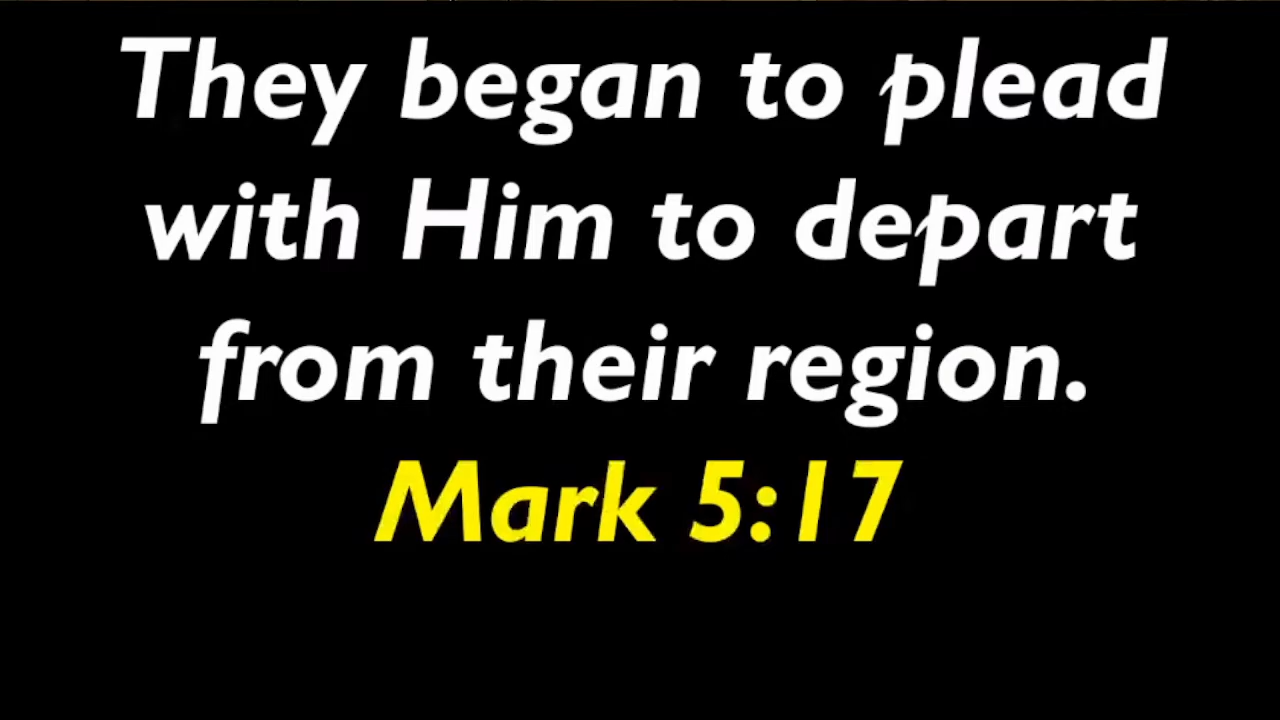 They began to plead
with Him to depart
from their region.
Mark 5:17